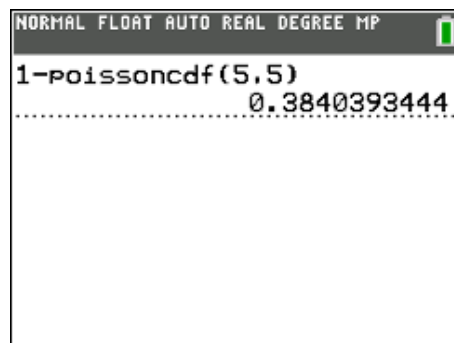 NORMAL FLOAT AUTO REAL DEGREE MP
1-poissoncdf(5,5)
0.3840393444